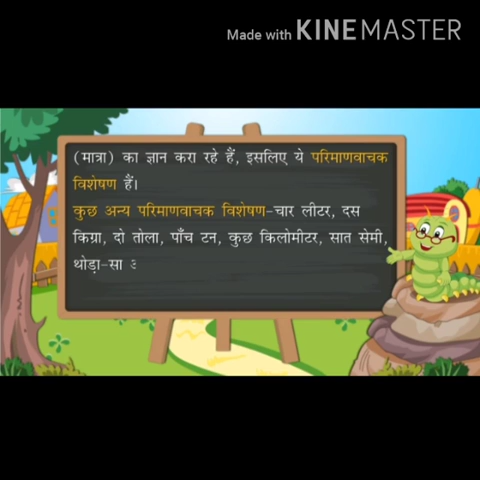 Made with KINEMASTER
(मात्रा) का ज्ञान करा रहे हैं, इसलिए ये परिमाणवाचक
विशेषण हैं।
कुछ अन्य परिमाणवाचक विशेषण–चार लीटर, दस
किग्रा, दो तोला, पाँच टन, कुछ किलोमीटर, सात सेमी,
थोड़ा–सा